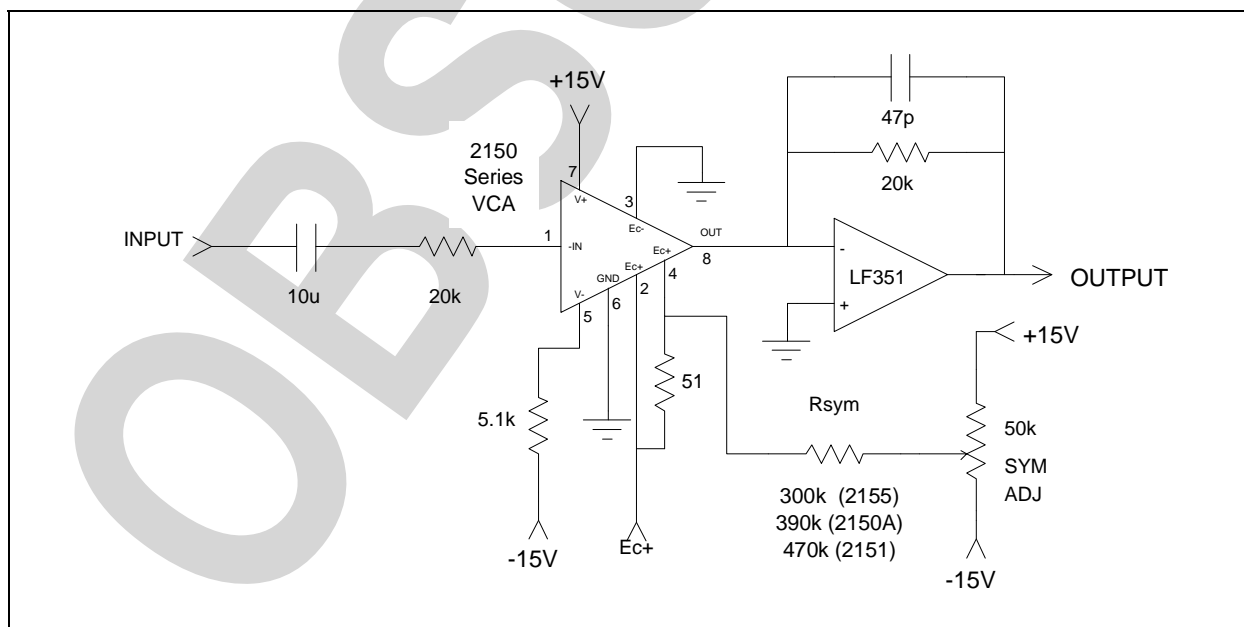 OBSO
+15V
47p
2150
Series
VCA
20k
7
V+
3
Ec-
INPUT
1
-IN
OUT
8
Ec+
4
Ec+
2
GND
6
V-
5
10u
20k
-
LF351
+
OUTPUT
+15V
51
5.1k
Rsym
50k
SYM
ADJ
300k (2155)
390k (2150A)
470k (2151)
-15V
Ec+
-15V